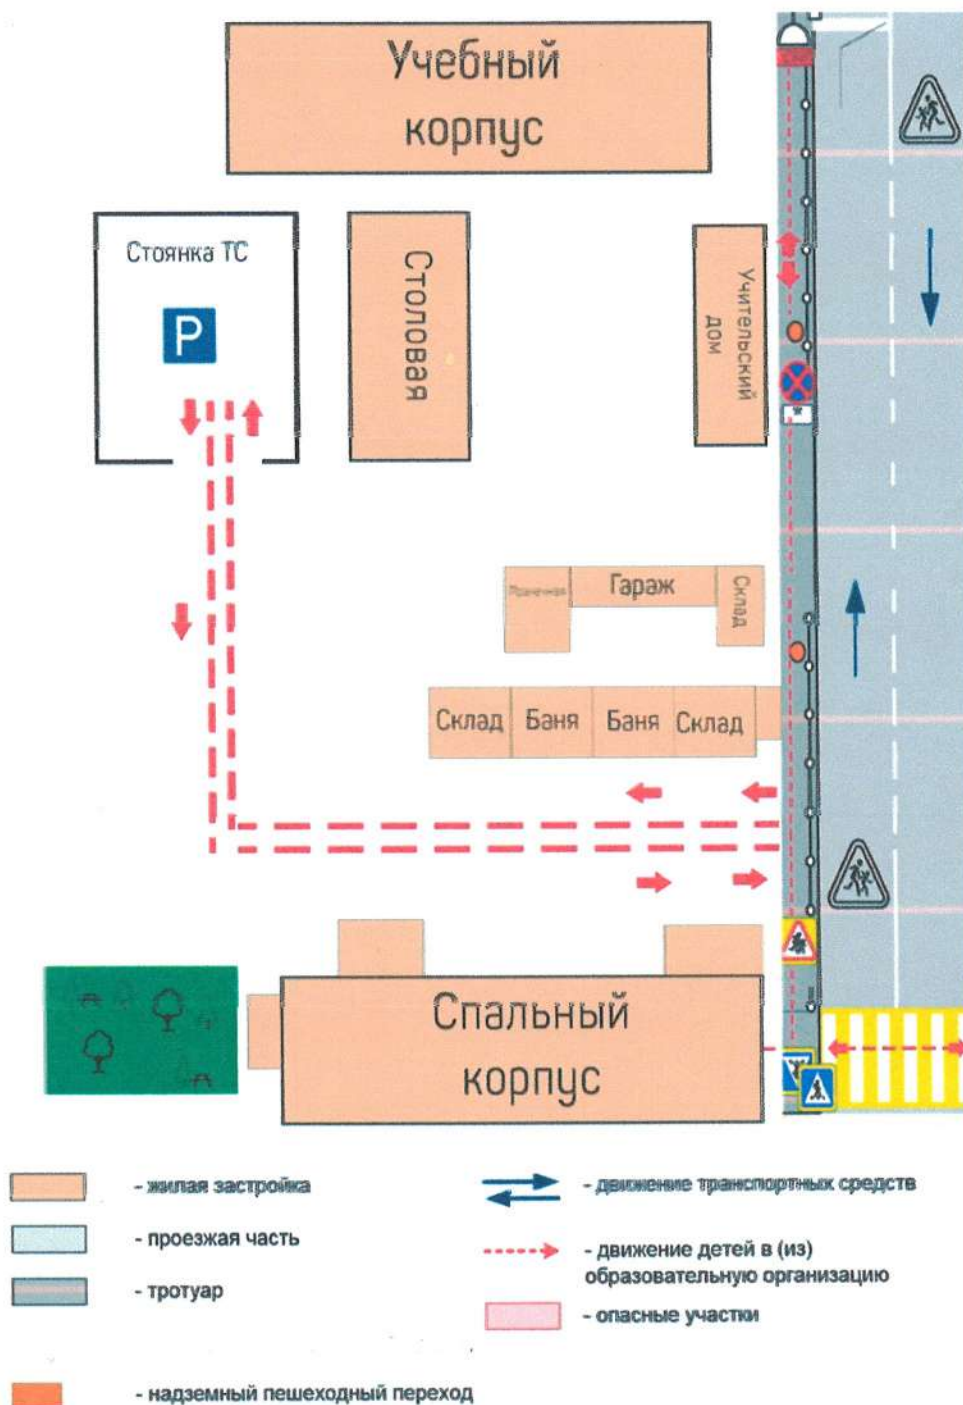 Учебный
корпус
Стоянка ТС
P
Столовая
Учительский
дом
Гараж
Склад
Склад
Баня
Баня
Склад
Спальный
корпус
- жилая застройка
- проезжая часть
- тротуар
- надземный пешеходный переход
- движение транспортных средств
- движение детей в (из)
образовательную организацию
- опасные участки